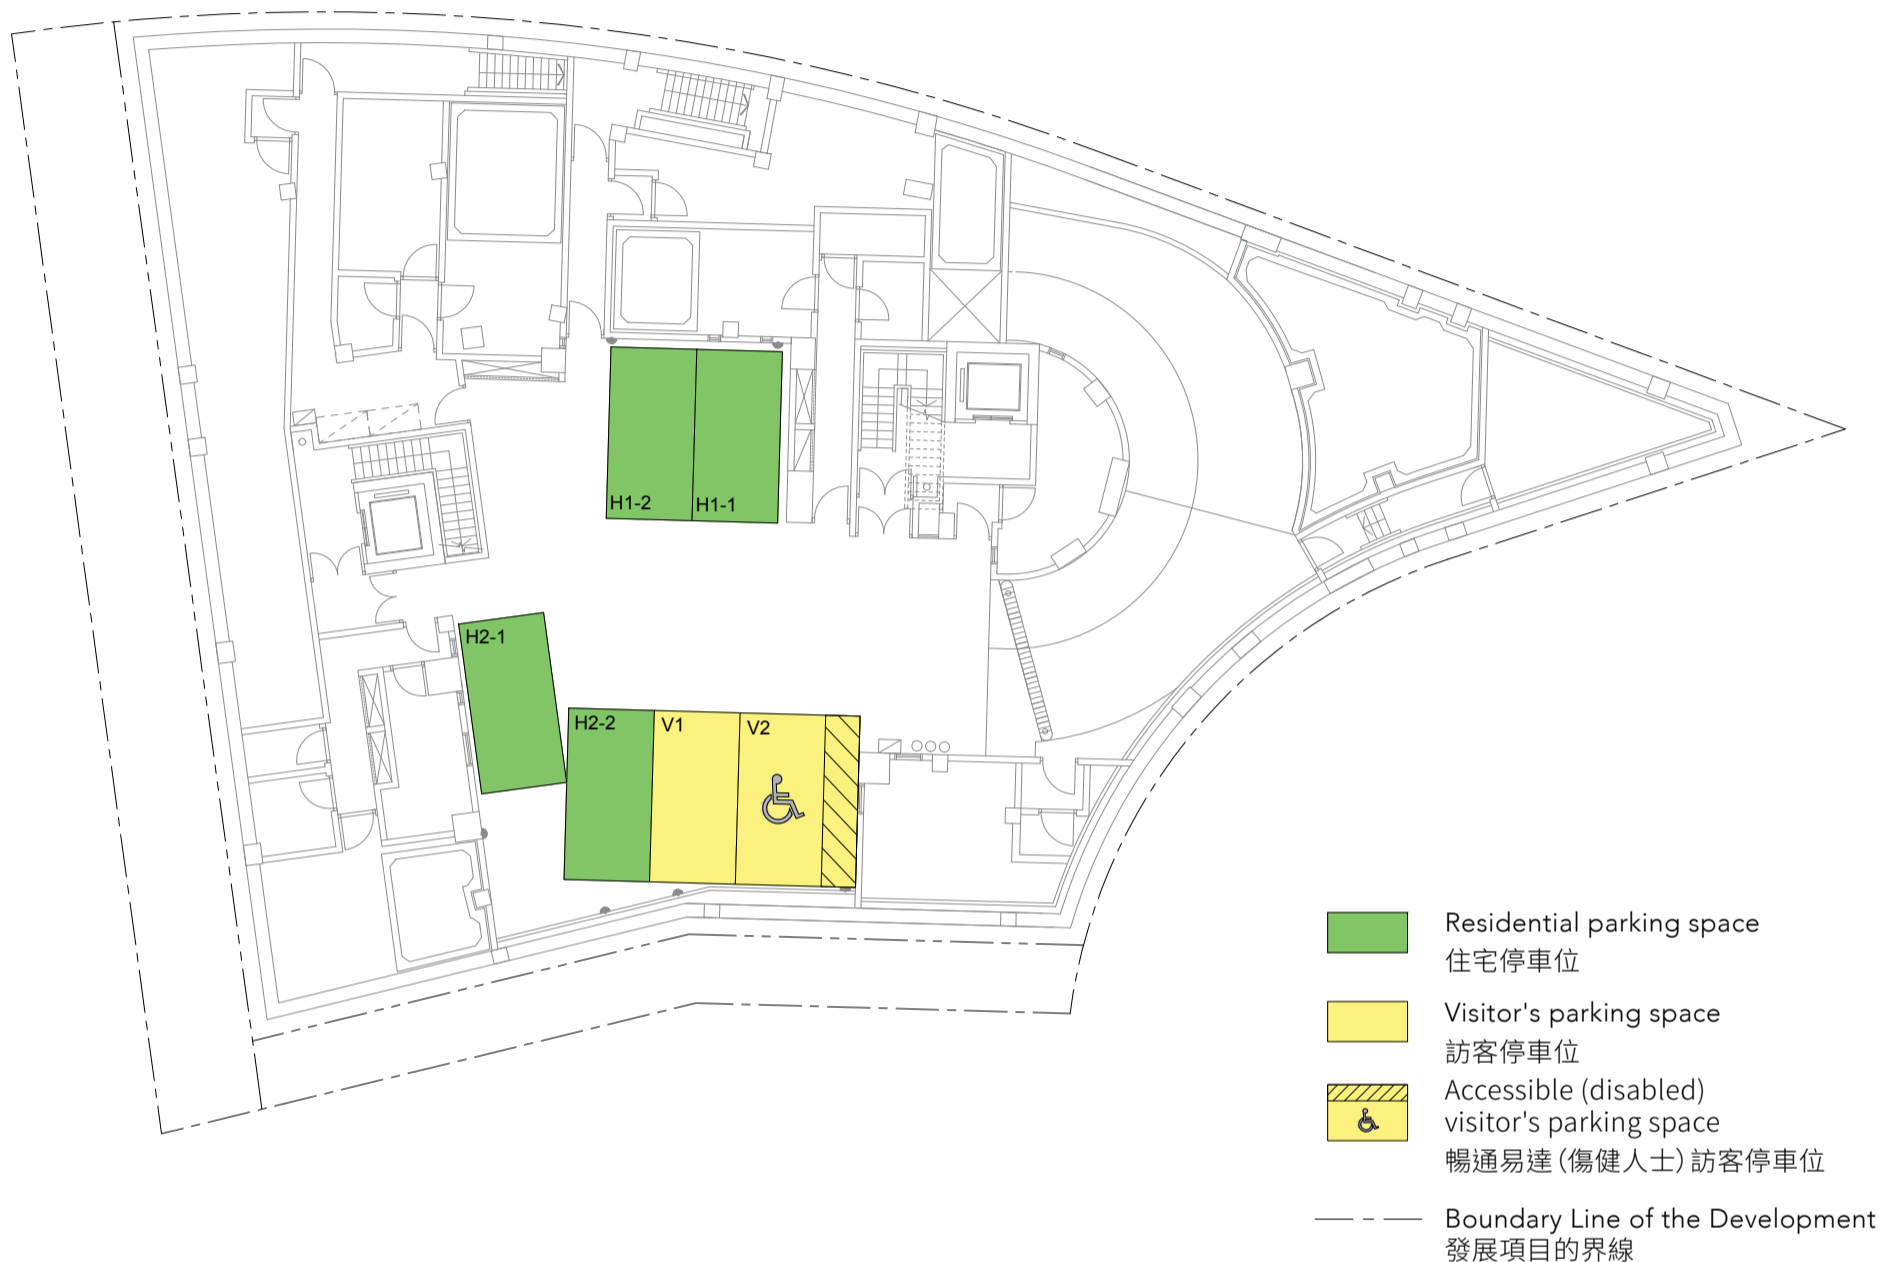 H1-2
H1-1
H2-1
H2-2
V1
V2
Residential parking space
住宅停車位
Visitor's parking space
訪客停車位
Accessible (disabled)
visitor's parking space
暢通易達(傷健人士)訪客停車位
Boundary Line of the Development
發展項目的界線